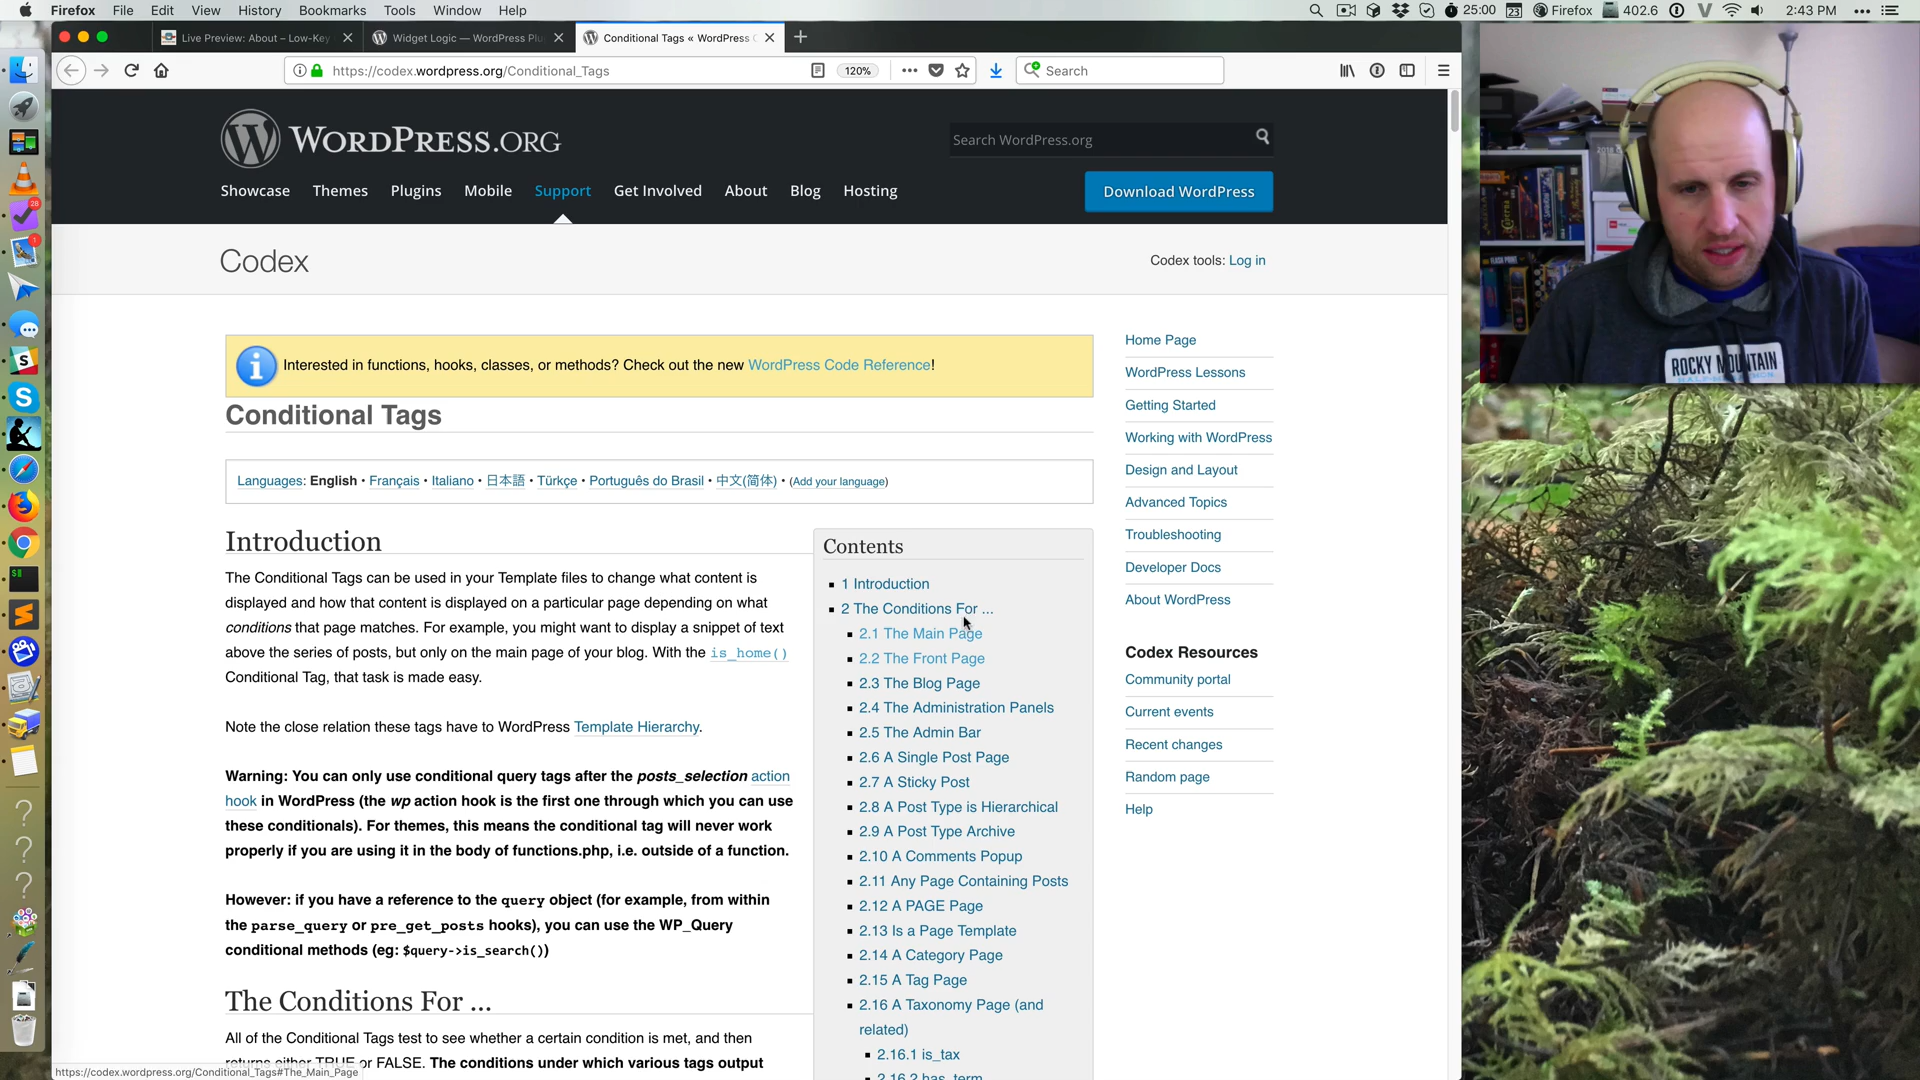 Firefox File Edit View History Bookmarks Tools Window Help
25:00 23 Firefox 402.6 2:43 PM
Live Preview: About – Low-Key
Widget Logic — WordPress Plu
Conditional Tags « WordPress C
https://codex.wordpress.org/Conditional_Tags
120%
Search
WORDPRESS.ORG
Search WordPress.org
Showcase Themes Plugins Mobile Support Get Involved About Blog Hosting
Download WordPress
Codex
Codex tools: Log in
Interested in functions, hooks, classes, or methods? Check out the new WordPress Code Reference!
Conditional Tags
Languages: English • Français • Italiano • 日本語 • Türkçe • Português do Brasil • 中文(简体) • (Add your language)
Introduction
The Conditional Tags can be used in your Template files to change what content is
displayed and how that content is displayed on a particular page depending on what
conditions that page matches. For example, you might want to display a snippet of text
above the series of posts, but only on the main page of your blog. With the is_home()
Conditional Tag, that task is made easy.
Note the close relation these tags have to WordPress Template Hierarchy.
Warning: You can only use conditional query tags after the posts_selection action
hook in WordPress (the wp action hook is the first one through which you can use
these conditionals). For themes, this means the conditional tag will never work
properly if you are using it in the body of functions.php, i.e. outside of a function.
However: if you have a reference to the query object (for example, from within
the parse_query or pre_get_posts hooks), you can use the WP_Query
conditional methods (eg: $query->is_search())
The Conditions For ...
All of the Conditional Tags test to see whether a certain condition is met, and then
returns either TRUE or FALSE. The conditions under which various tags output
https://codex.wordpress.org/Conditional_Tags#The_Main_Page
Contents
1 Introduction
2 The Conditions For ...
2.1 The Main Page
2.2 The Front Page
2.3 The Blog Page
2.4 The Administration Panels
2.5 The Admin Bar
2.6 A Single Post Page
2.7 A Sticky Post
2.8 A Post Type is Hierarchical
2.9 A Post Type Archive
2.10 A Comments Popup
2.11 Any Page Containing Posts
2.12 A PAGE Page
2.13 Is a Page Template
2.14 A Category Page
2.15 A Tag Page
2.16 A Taxonomy Page (and
related)
2.16.1 is_tax
2.16.2 has_term
Home Page
WordPress Lessons
Getting Started
Working with WordPress
Design and Layout
Advanced Topics
Troubleshooting
Developer Docs
About WordPress
Codex Resources
Community portal
Current events
Recent changes
Random page
Help
28
1
ROCKY MOUNTAIN